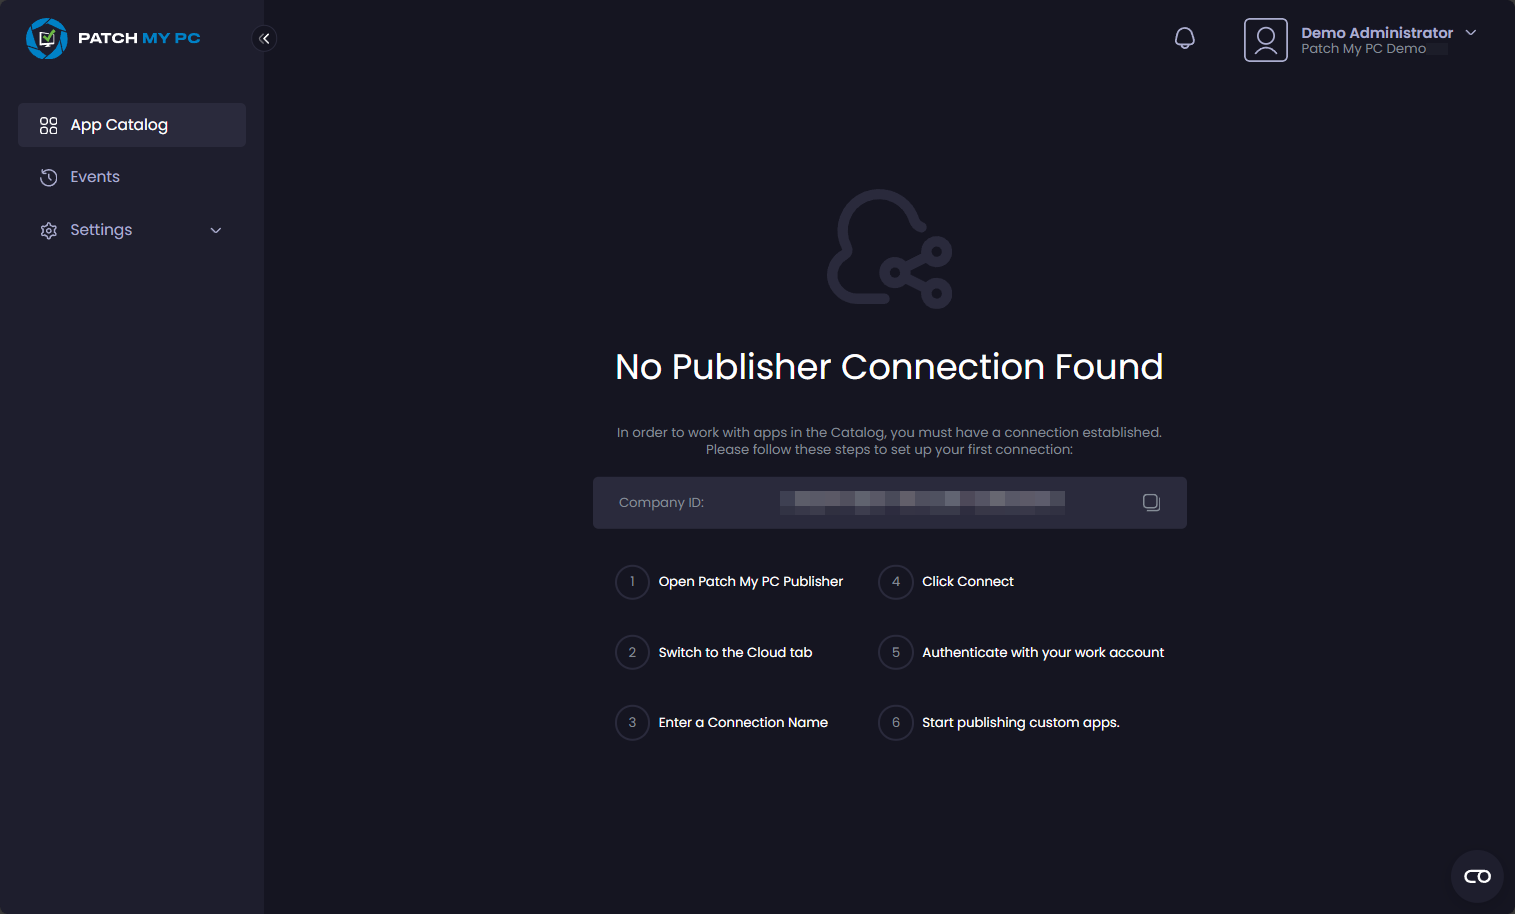 PATCH MY PC
Demo Administrator
Patch My PC Demo
App Catalog
Events
Settings
No Publisher Connection Found
In order to work with apps in the Catalog, you must have a connection established.
Please follow these steps to set up your first connection:
Company ID:
1 Open Patch My PC Publisher
2 Switch to the Cloud tab
3 Enter a Connection Name
4 Click Connect
5 Authenticate with your work account
6 Start publishing custom apps.